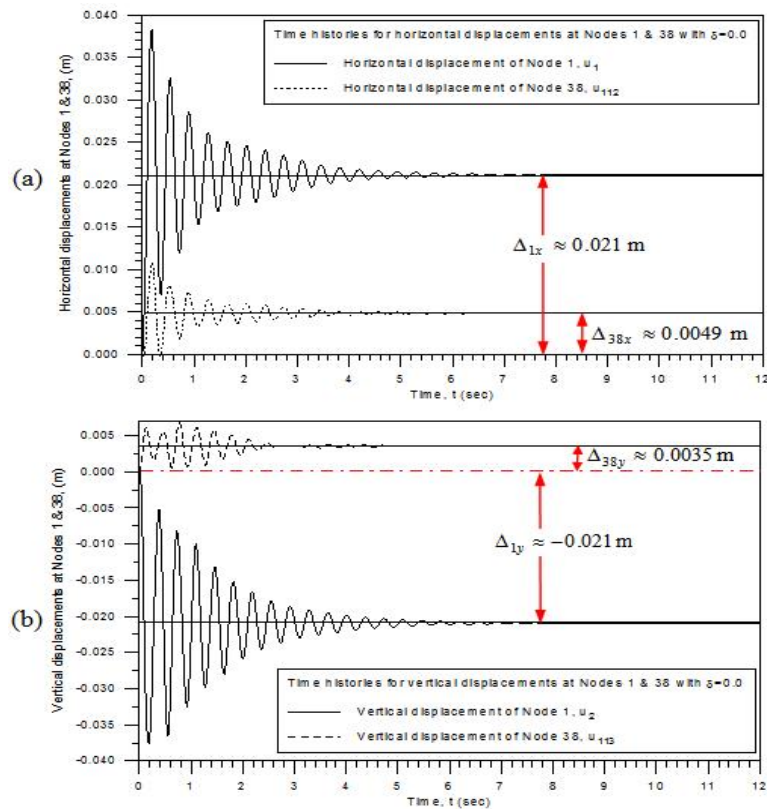 (a)
Horizontal displacements at Nodes 1 & 38, (m)
0.040
0.035
0.030
0.025
0.020
0.015
0.010
0.005
0.000
Time histories for horizontal displacements at Nodes 1 & 38 with δ=0.0
Horizontal displacement of Node 1, u1
Horizontal displacement of Node 38, u112
Δ1x ≈ 0.021 m
Δ38x ≈ 0.0049 m
0 1 2 3 4 5 6 7 8 9 10 11 12
Time, t (sec)
(b)
Vertical displacements at Nodes 1 & 38, (m)
0.005
0.000
-0.005
-0.010
-0.015
-0.020
-0.025
-0.030
-0.035
-0.040
Δ38y ≈ 0.0035 m
Δ1y ≈ −0.021 m
Time histories for vertical displacements at Nodes 1 & 38 with δ=0.0
Vertical displacement of Node 1, u2
Vertical displacement of Node 38, u113
0 1 2 3 4 5 6 7 8 9 10 11 12
Time, t (sec)